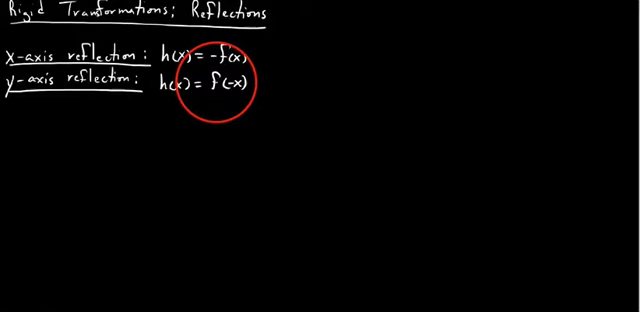 Rigid Transformations; Reflections
x-axis reflection: h(x) = -f(x)
y-axis reflection: h(x) = f(-x)